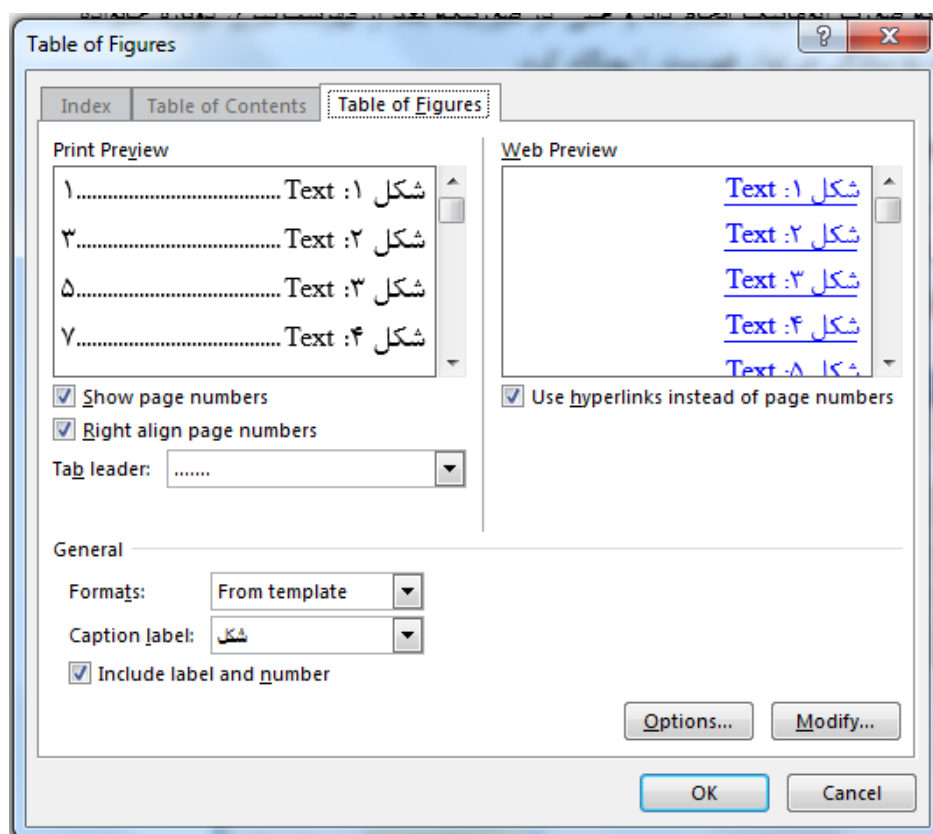 Table of Figures
Index
Table of Contents
Table of Figures
Print Preview
شکل ۱: Text.................................۱
شکل ۲: Text.................................۳
شکل ۳: Text.................................۵
شکل ۴: Text.................................۷
Show page numbers
Right align page numbers
Tab leader: .......
Web Preview
شکل ۱: Text
شکل ۲: Text
شکل ۳: Text
شکل ۴: Text
شکل ۵: Text
Use hyperlinks instead of page numbers
General
Formats: From template
Caption label: شکل
Include label and number
Options...
Modify...
OK
Cancel